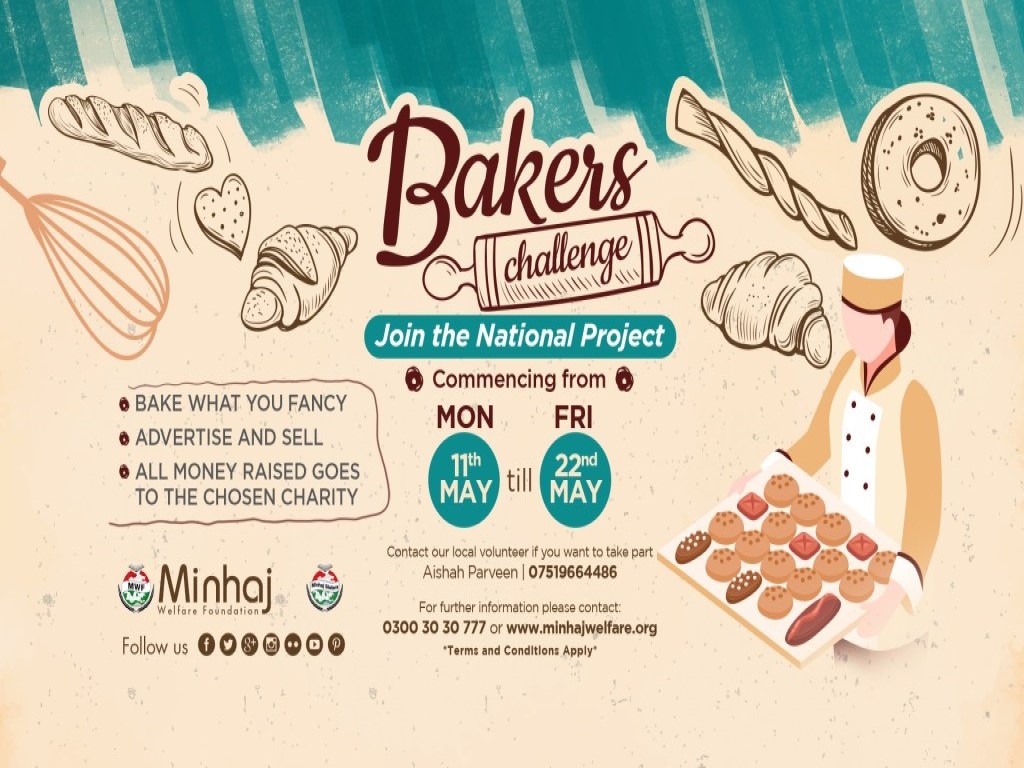 Bakers
challenge
Join the National Project
Commencing from
MON
FRI
11th
MAY
till
22nd
MAY
BAKE WHAT YOU FANCY
ADVERTISE AND SELL
ALL MONEY RAISED GOES
TO THE CHOSEN CHARITY
Contact our local volunteer if you want to take part
Aishah Parveen | 07519664486
For further information please contact:
0300 30 30 777 or www.minhajwelfare.org
*Terms and Conditions Apply*
MWF
Minhaj
Welfare Foundation
Follow us